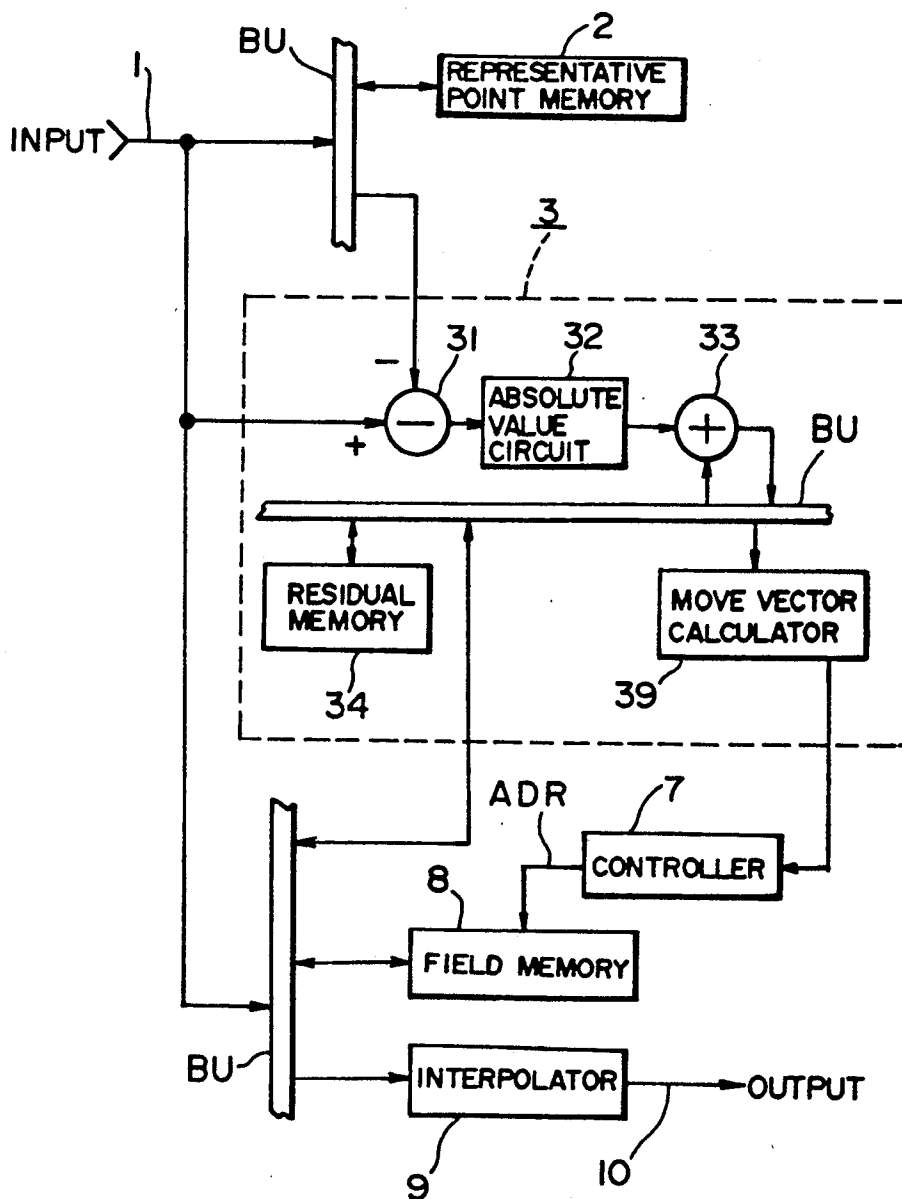 2
BU
1
REPRESENTATIVE
POINT MEMORY
INPUT
3
31
32
33
−
ABSOLUTE
VALUE
CIRCUIT
−
+
+
BU
RESIDUAL
MEMORY
MOVE VECTOR
CALCULATOR
34
39
ADR
7
CONTROLLER
8
FIELD MEMORY
BU
INTERPOLATOR
OUTPUT
9
10